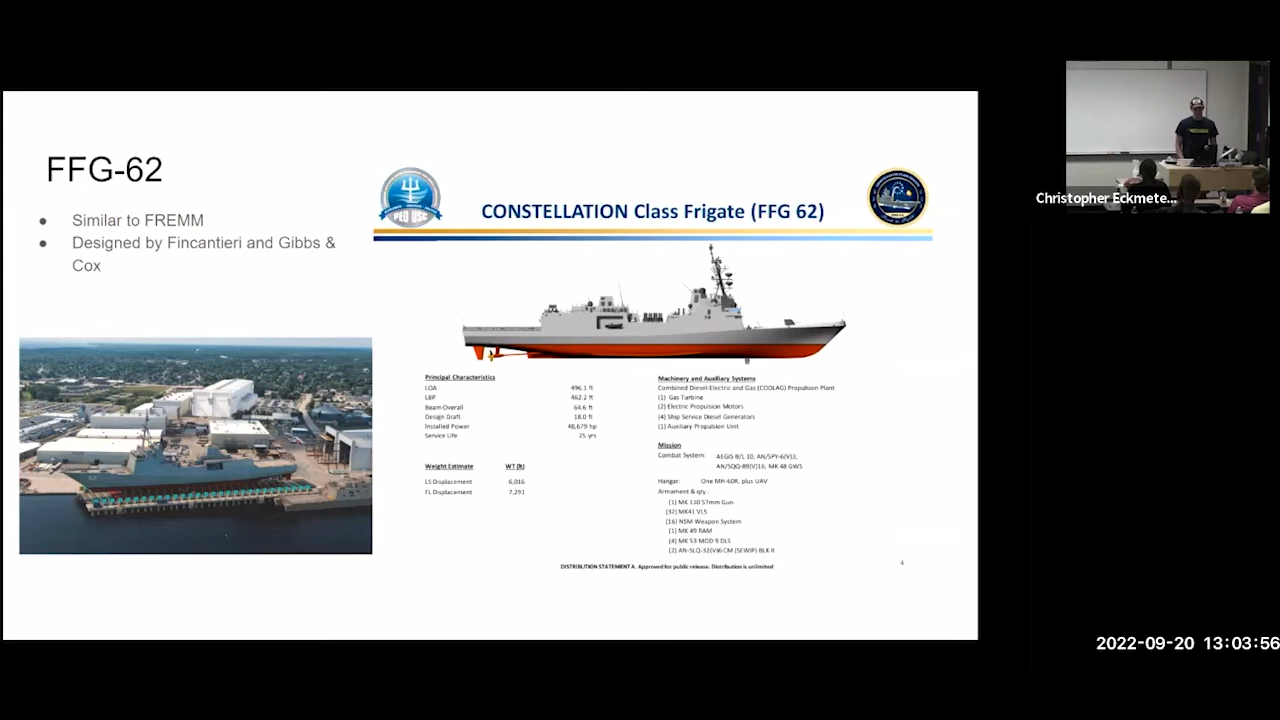 FFG-62
● Similar to FREMM
● Designed by Fincantieri and Gibbs &
Cox
PEO USC
CONSTELLATION Class Frigate (FFG 62)
Principal Characteristics
LOA 496.1 ft
LBP 462.2 ft
Beam Overall 64.6 ft
Design Draft 18.0 ft
Installed Power 48,679 hp
Service Life 25 yrs
Weight Estimate WT (lt)
LS Displacement 6,016
FL Displacement 7,291
Machinery and Auxiliary Systems
Combined Diesel-Electric and Gas (CODLAG) Propulsion Plant
(1) Gas Turbine
(2) Electric Propulsion Motors
(4) Ship Service Diesel Generators
(1) Auxiliary Propulsion Unit
Mission
Combat System: AEGIS B/L 10; AN/SPY-6(V)3;
AN/SQQ-89(V)16; MK 48 GWS
Hangar: One MH-60R, plus UAV
Armament & qty.:
(1) MK 110 57mm Gun
(32) MK41 VLS
(16) NSM Weapon System
(1) MK 49 RAM
(4) MK 53 MOD 9 DLS
(2) AN-SLQ-32(V)6 CM (SEWIP) BLK II
DISTRIBUTION STATEMENT A. Approved for public release. Distribution is unlimited
4
Christopher Eckmete...
2022-09-20 13:03:56